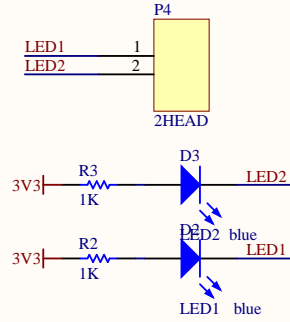 P4
LED1 1
LED2 2
2HEAD
R3 D3
3V3 LED2
1K
LED2 blue
R2 D2
3V3 LED1
1K
LED1 blue